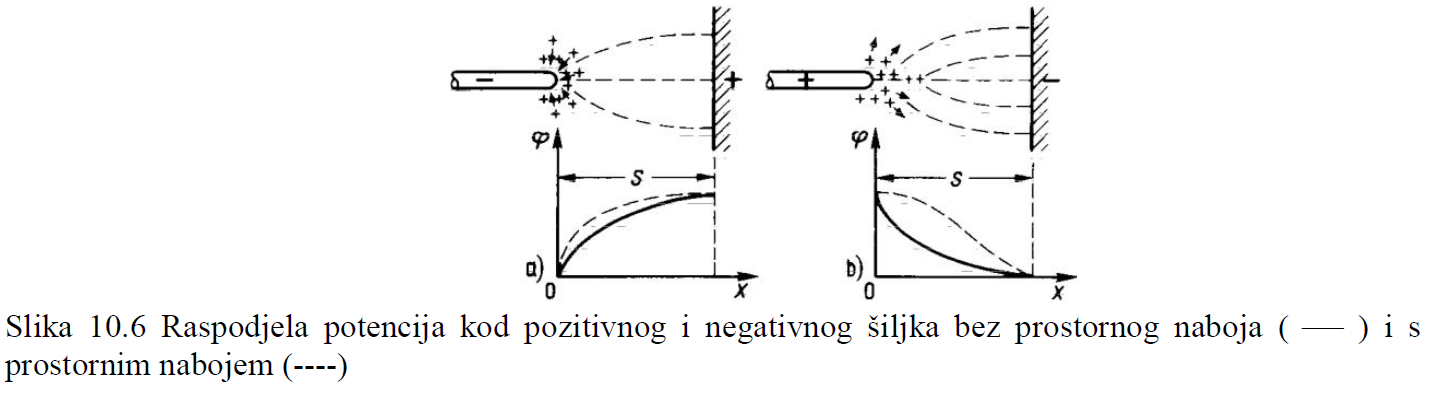 − +
+ −
φ φ
S S
a) b)
0 X 0 X
Slika 10.6 Raspodjela potencija kod pozitivnog i negativnog šiljka bez prostornog naboja ( —– ) i s
prostornim nabojem (----)